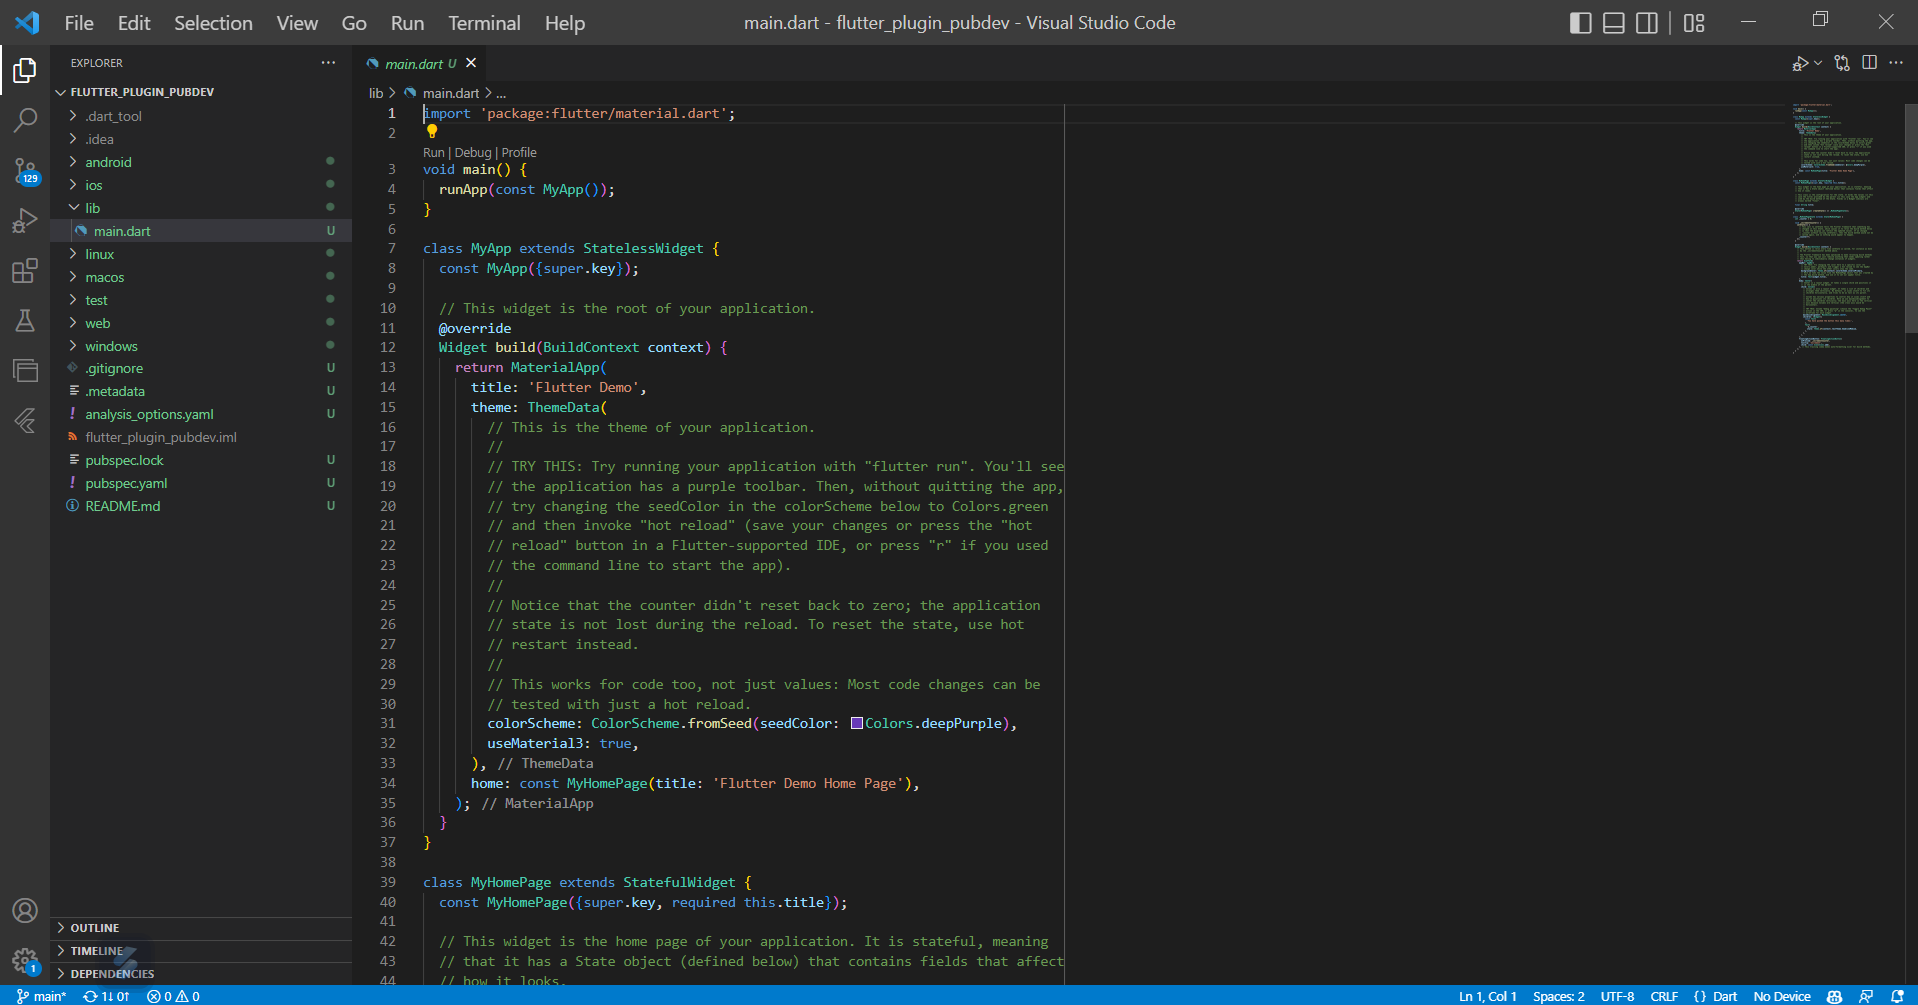 File Edit Selection View Go Run Terminal Help
main.dart - flutter_plugin_pubdev - Visual Studio Code
EXPLORER
FLUTTER_PLUGIN_PUBDEV
.dart_tool
.idea
android
ios
lib
main.dart U
linux
macos
test
web
windows
.gitignore U
.metadata U
analysis_options.yaml U
flutter_plugin_pubdev.iml
pubspec.lock U
pubspec.yaml U
README.md U
OUTLINE
TIMELINE
DEPENDENCIES
129
1
main.dart U
lib > main.dart > ...
1 import 'package:flutter/material.dart';
2
Run | Debug | Profile
3 void main() {
4 runApp(const MyApp());
5 }
6
7 class MyApp extends StatelessWidget {
8 const MyApp({super.key});
9
10 // This widget is the root of your application.
11 @override
12 Widget build(BuildContext context) {
13 return MaterialApp(
14 title: 'Flutter Demo',
15 theme: ThemeData(
16 // This is the theme of your application.
17 //
18 // TRY THIS: Try running your application with "flutter run". You'll see
19 // the application has a purple toolbar. Then, without quitting the app,
20 // try changing the seedColor in the colorScheme below to Colors.green
21 // and then invoke "hot reload" (save your changes or press the "hot
22 // reload" button in a Flutter-supported IDE, or press "r" if you used
23 // the command line to start the app).
24 //
25 // Notice that the counter didn't reset back to zero; the application
26 // state is not lost during the reload. To reset the state, use hot
27 // restart instead.
28 //
29 // This works for code too, not just values: Most code changes can be
30 // tested with just a hot reload.
31 colorScheme: ColorScheme.fromSeed(seedColor: Colors.deepPurple),
32 useMaterial3: true,
33 ), // ThemeData
34 home: const MyHomePage(title: 'Flutter Demo Home Page'),
35 ); // MaterialApp
36 }
37 }
38
39 class MyHomePage extends StatefulWidget {
40 const MyHomePage({super.key, required this.title});
41
42 // This widget is the home page of your application. It is stateful, meaning
43 // that it has a State object (defined below) that contains fields that affect
44 // how it looks.
main* 1↓ 0↑ 0 0
Ln 1, Col 1 Spaces: 2 UTF-8 CRLF {} Dart No Device